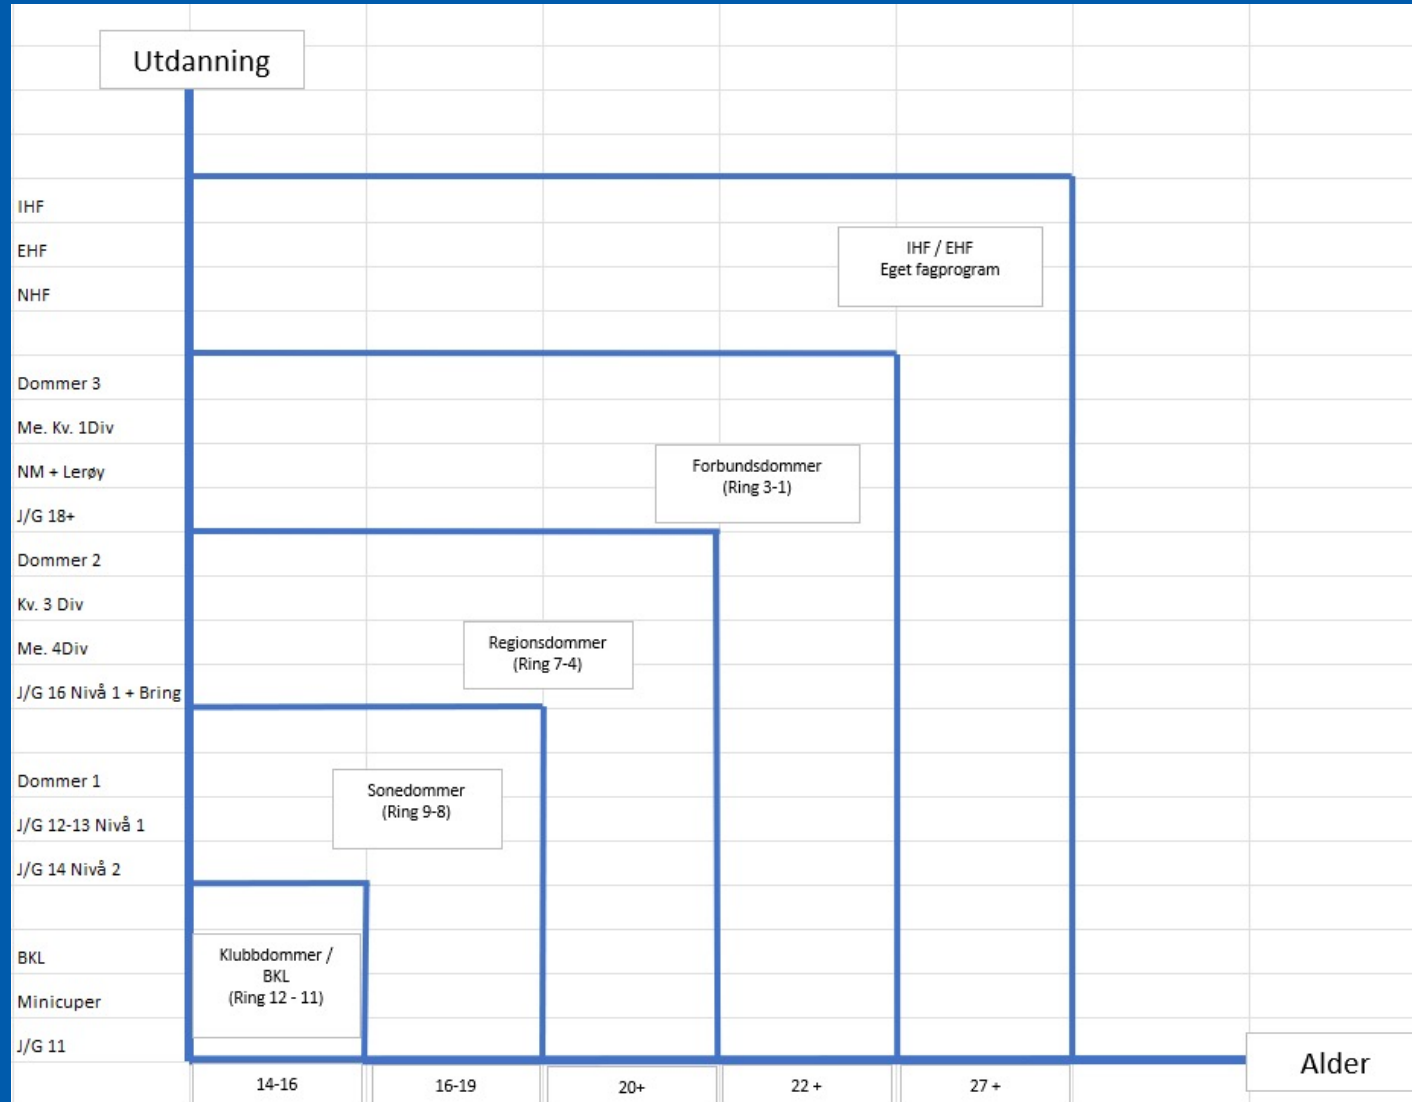 Utdanning
IHF
EHF
NHF
IHF / EHF
Eget fagprogram
Dommer 3
Me. Kv. 1Div
NM + Lerøy
J/G 18+
Forbundsdommer
(Ring 3-1)
Dommer 2
Kv. 3 Div
Me. 4Div
J/G 16 Nivå 1 + Bring
Regionsdommer
(Ring 7-4)
Dommer 1
J/G 12-13 Nivå 1
J/G 14 Nivå 2
Sonedommer
(Ring 9-8)
BKL
Minicuper
J/G 11
Klubbdommer /
BKL
(Ring 12 - 11)
14-16
16-19
20+
22 +
27 +
Alder